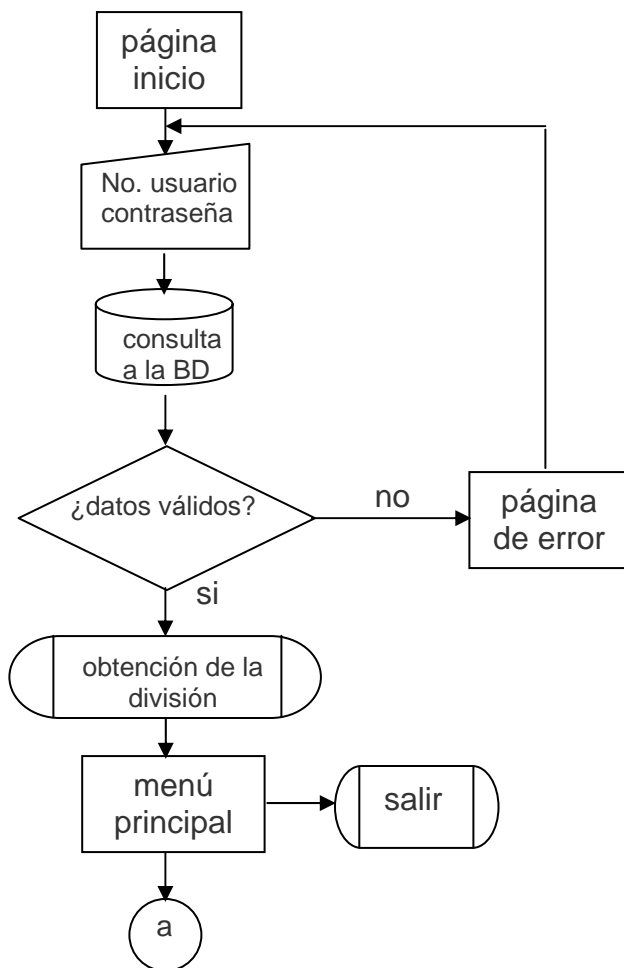 página
inicio
No. usuario
contraseña
consulta
a la BD
¿datos válidos?
no
página
de error
si
obtención de la
división
menú
principal
salir
a